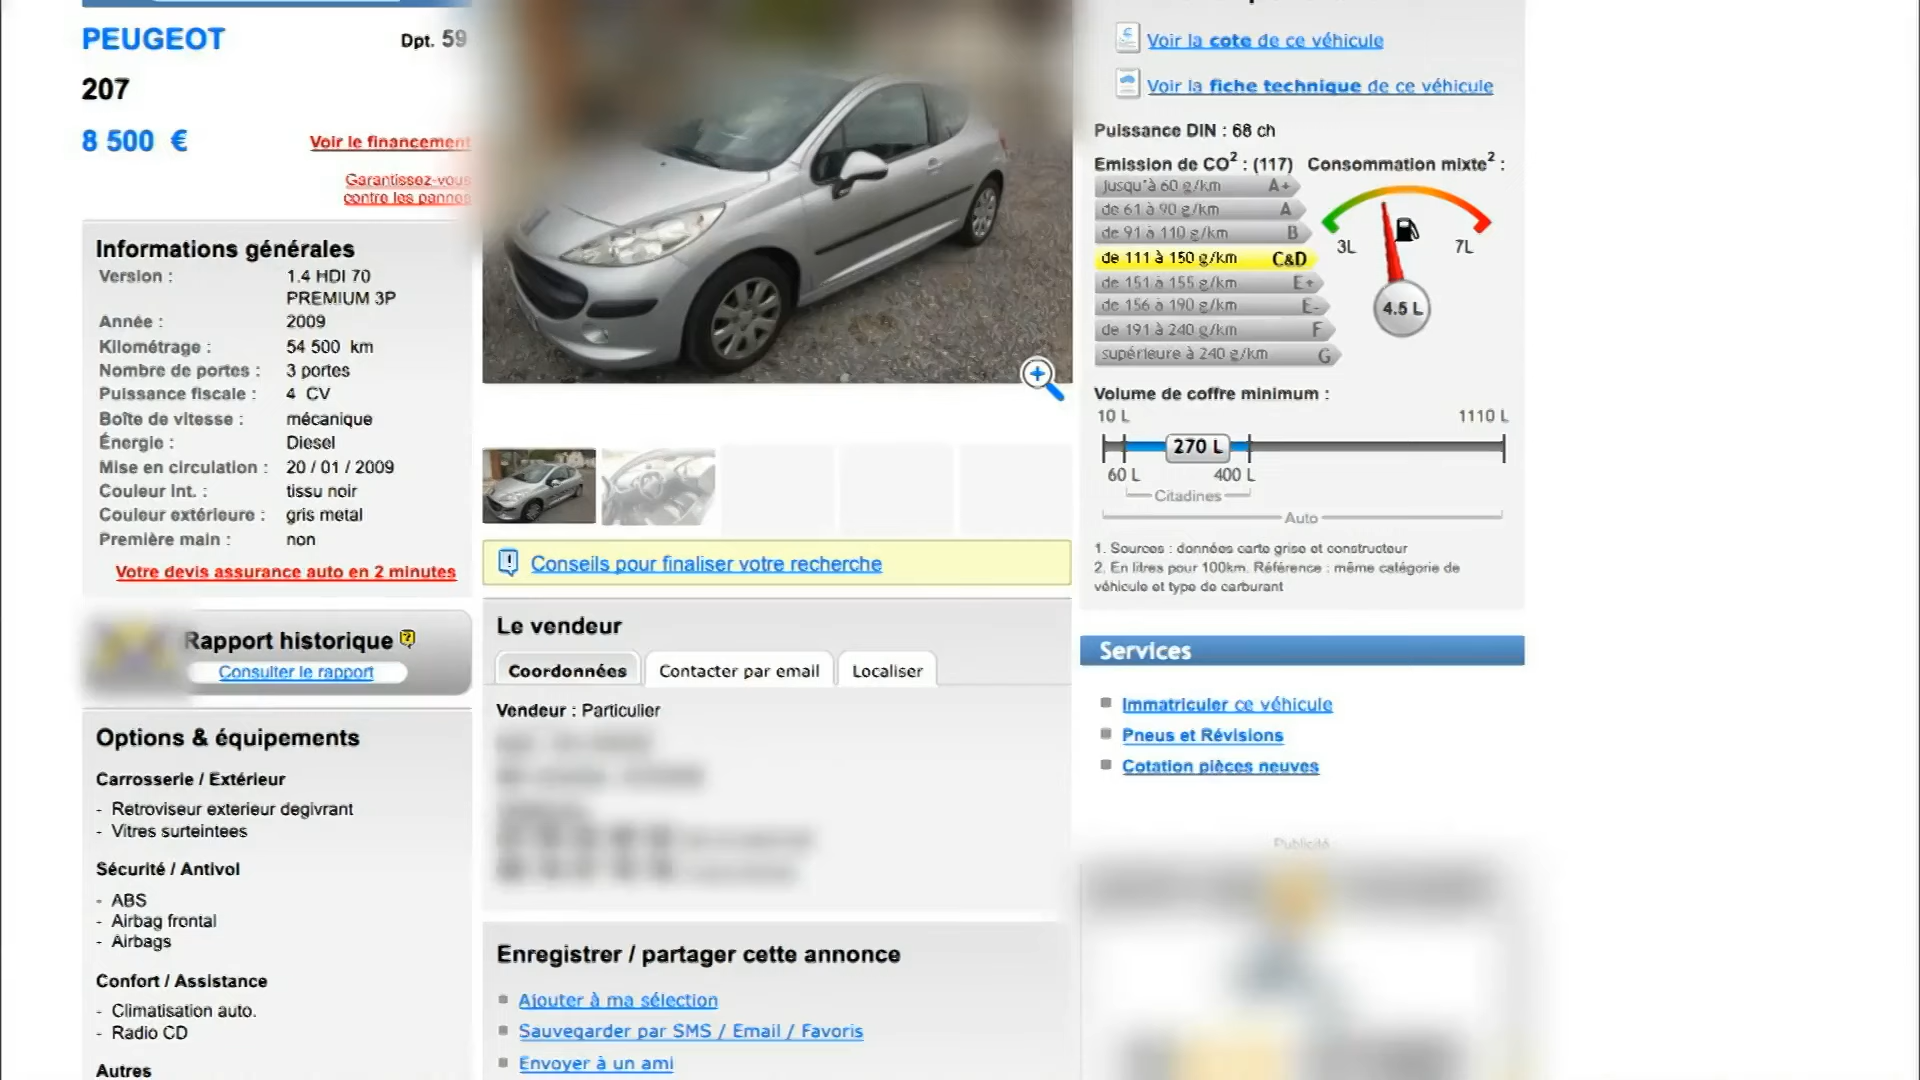 PEUGEOT
Dpt. 59
207
8 500 €
Voir le financement
Garantissez-vous
contre les pannes
Informations générales
Version : 1.4 HDI 70
PREMIUM 3P
Année : 2009
Kilométrage : 54 500 km
Nombre de portes : 3 portes
Puissance fiscale : 4 CV
Boîte de vitesse : mécanique
Énergie : Diesel
Mise en circulation : 20 / 01 / 2009
Couleur int. : tissu noir
Couleur extérieure : gris metal
Première main : non
Votre devis assurance auto en 2 minutes
Rapport historique
Consulter le rapport
Options & équipements
Carrosserie / Extérieur
- Retroviseur exterieur degivrant
- Vitres surteintees
Sécurité / Antivol
- ABS
- Airbag frontal
- Airbags
Confort / Assistance
- Climatisation auto.
- Radio CD
Autres
Conseils pour finaliser votre recherche
Le vendeur
Coordonnées
Contacter par email
Localiser
Vendeur : Particulier
Enregistrer / partager cette annonce
Ajouter à ma sélection
Sauvegarder par SMS / Email / Favoris
Envoyer à un ami
Voir la cote de ce véhicule
Voir la fiche technique de ce véhicule
Puissance DIN : 68 ch
Emission de CO² : (117)
Consommation mixte² :
Jusqu'à 60 g/km A+
de 61 à 90 g/km A
de 91 à 110 g/km B
de 111 à 150 g/km C&D
de 151 à 155 g/km E+
de 156 à 190 g/km E-
de 191 à 240 g/km F
supérieure à 240 g/km G
3L
7L
4.5 L
Volume de coffre minimum :
10 L
1110 L
270 L
60 L
400 L
Citadines
Auto
1. Sources : données carte grise et constructeur
2. En litres pour 100km. Référence : même catégorie de
véhicule et type de carburant
Services
Immatriculer ce véhicule
Pneus et Révisions
Cotation pièces neuves
Publicité